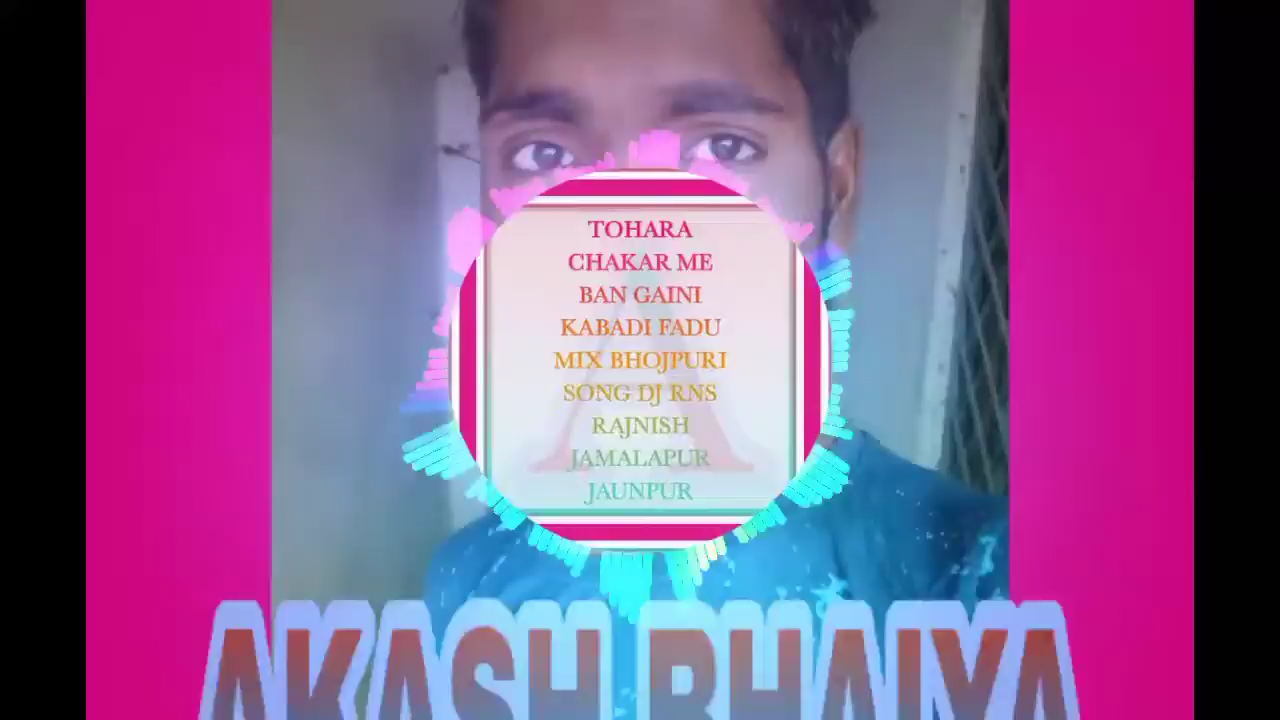 TOHARA
CHAKAR ME
BAN GAINI
KABADI FADU
MIX BHOJPURI
SONG DJ RNS
RAJNISH
JAMALAPUR
JAUNPUR
AKASH BHAIYA